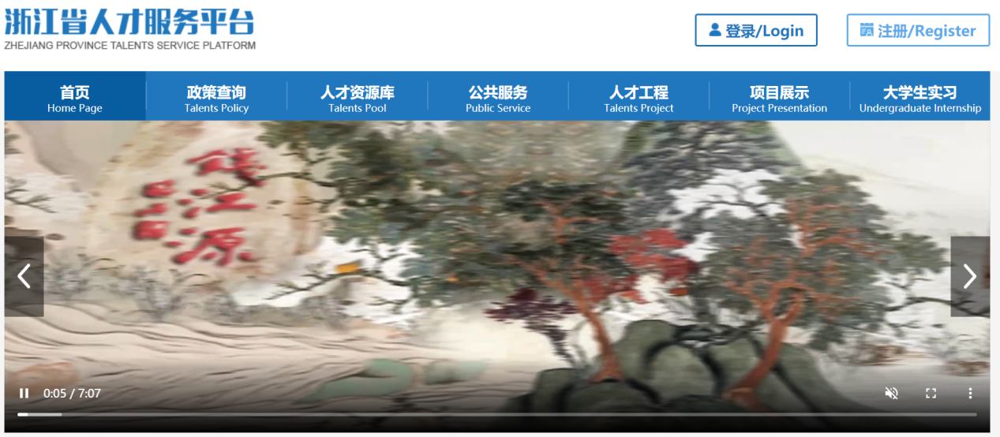 浙江省人才服务平台
ZHEJIANG PROVINCE TALENTS SERVICE PLATFORM
登录/Login
注册/Register
首页
Home Page
政策查询
Talents Policy
人才资源库
Talents Pool
公共服务
Public Service
人才工程
Talents Project
项目展示
Project Presentation
大学生实习
Undergraduate Internship
钱江源
0:05 / 7:07